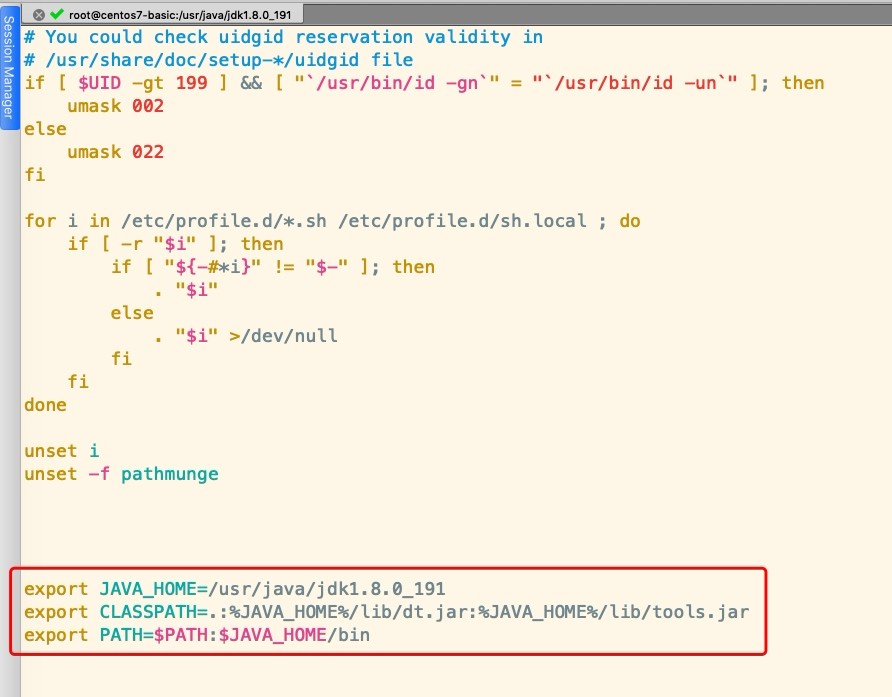 root@centos7-basic:/usr/java/jdk1.8.0_191
Session Manager
# You could check uidgid reservation validity in
# /usr/share/doc/setup-*/uidgid file
if [ $UID -gt 199 ] && [ "`/usr/bin/id -gn`" = "`/usr/bin/id -un`" ]; then
    umask 002
else
    umask 022
fi
for i in /etc/profile.d/*.sh /etc/profile.d/sh.local ; do
    if [ -r "$i" ]; then
        if [ "${-#*i}" != "$-" ]; then
            . "$i"
        else
            . "$i" >/dev/null
        fi
    fi
done
unset i
unset -f pathmunge
export JAVA_HOME=/usr/java/jdk1.8.0_191
export CLASSPATH=.:%JAVA_HOME%/lib/dt.jar:%JAVA_HOME%/lib/tools.jar
export PATH=$PATH:$JAVA_HOME/bin